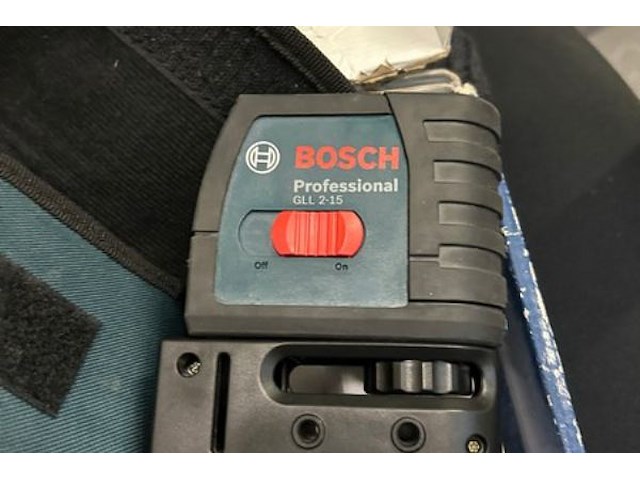 BOSCH
Professional
GLL 2-15
Off On